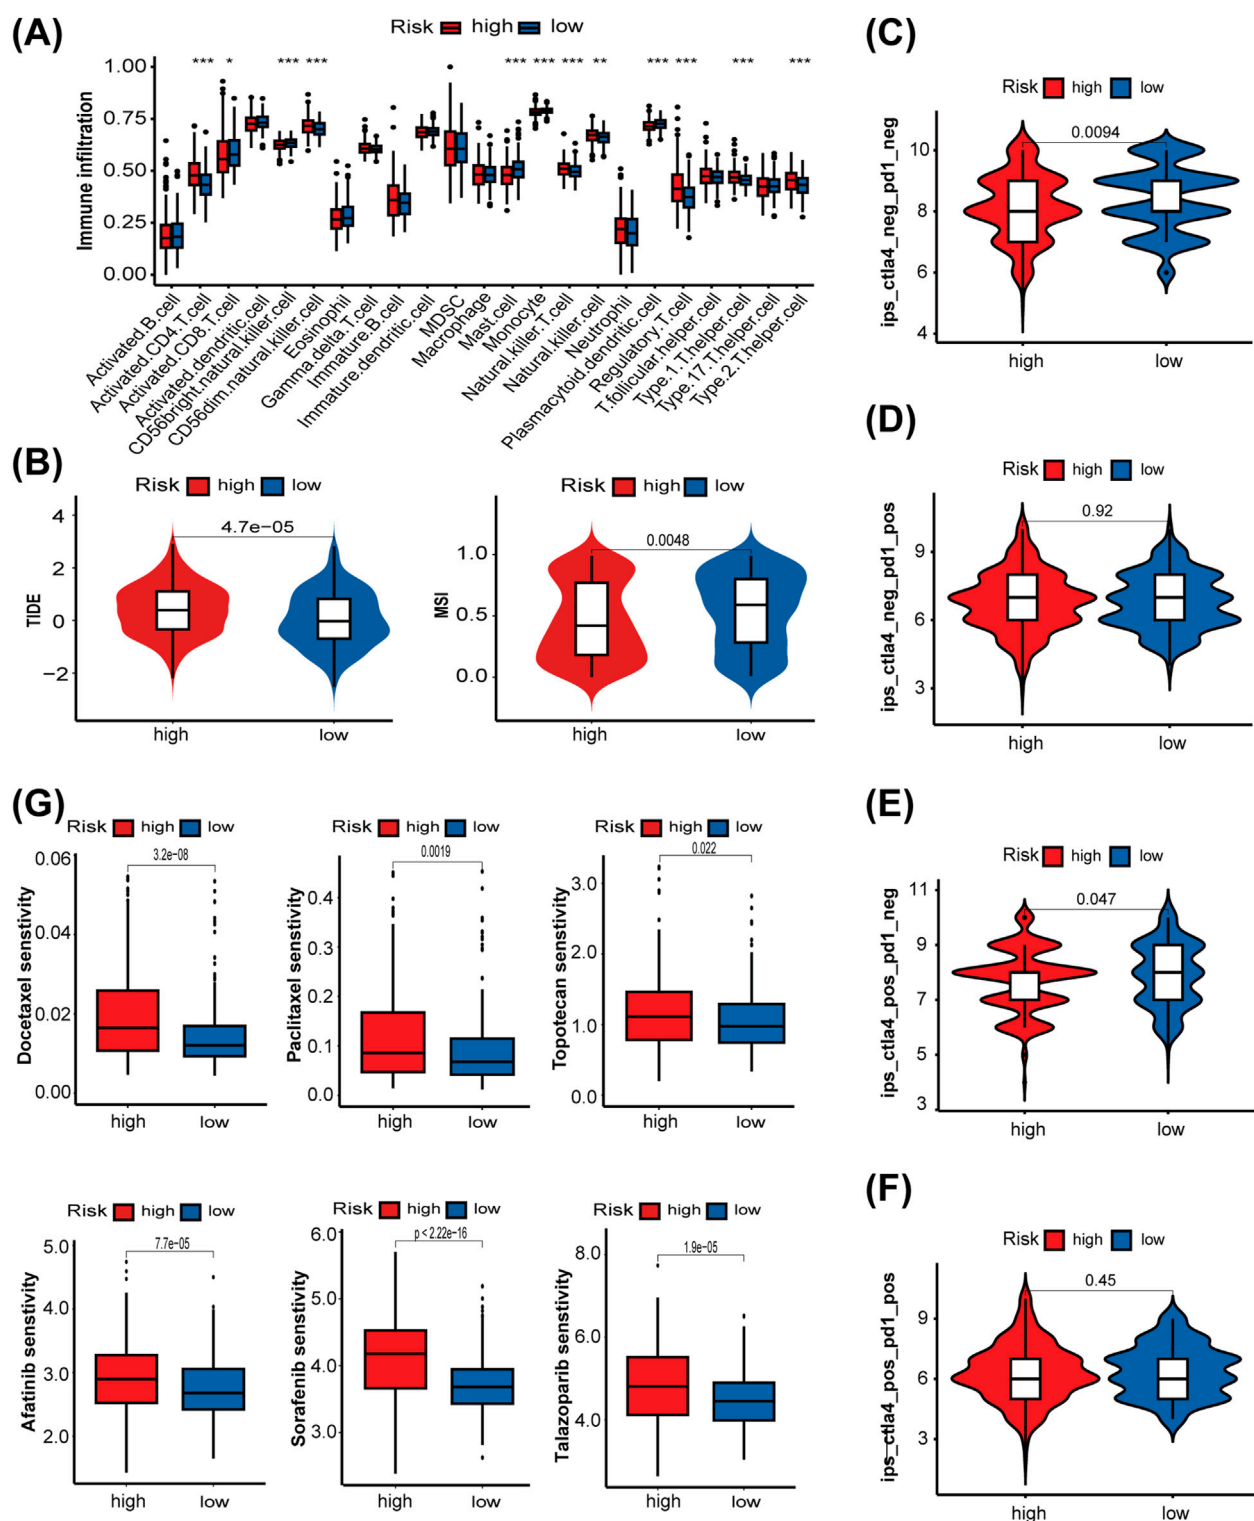 (A)
Risk high low
*** * *** *** *** *** *** ** *** *** *** ***
Immune infiltration
1.00
0.75
0.50
0.25
0.00
Activated.B.cell
Activated.CD4.T.cell
Activated.CD8.T.cell
Activated.dendritic.cell
CD56bright.natural.killer.cell
CD56dim.natural.killer.cell
Eosinophil
Gamma.delta.T.cell
Immature.B.cell
Immature.dendritic.cell
MDSC
Macrophage
Mast.cell
Monocyte
Natural.killer.T.cell
Natural.killer.cell
Neutrophil
Plasmacytoid.dendritic.cell
Regulatory.T.cell
T.follicular.helper.cell
Type.1.T.helper.cell
Type.17.T.helper.cell
Type.2.T.helper.cell
(B)
Risk high low
4.7e-05
TIDE
4
2
0
-2
high low
Risk high low
0.0048
MSI
1.0
0.5
0.0
high low
(C)
Risk high low
0.0094
ips_ctla4_neg_pd1_neg
10
8
6
4
high low
(D)
Risk high low
0.92
ips_ctla4_neg_pd1_pos
9
6
3
high low
(E)
Risk high low
0.047
ips_ctla4_pos_pd1_neg
11
9
7
5
3
high low
(F)
Risk high low
0.45
ips_ctla4_pos_pd1_pos
9
6
3
high low
(G)
Risk high low
3.2e-08
Docetaxel senstivity
0.06
0.04
0.02
0.00
high low
Risk high low
0.0019
Paclitaxel senstivity
0.4
0.3
0.2
0.1
0.0
high low
Risk high low
0.022
Topotecan senstivity
3.0
2.0
1.0
0.0
high low
Risk high low
7.7e-05
Afatinib senstivity
5.0
4.0
3.0
2.0
high low
Risk high low
p < 2.22e-16
Sorafenib senstivity
6.0
5.0
4.0
3.0
high low
Risk high low
1.9e-05
Talazoparib senstivity
8.0
6.0
4.0
high low